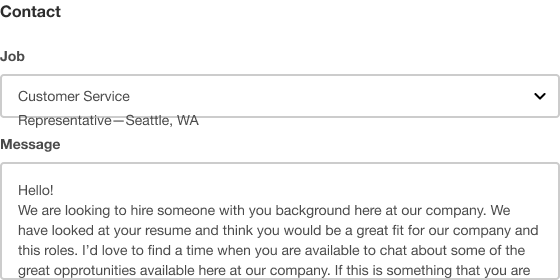 Contact
Job
Customer Service
Representative—Seattle, WA
Message
Hello!
We are looking to hire someone with you background here at our company. We
have looked at your resume and think you would be a great fit for our company and
this roles. I’d love to find a time when you are available to chat about some of the
great opprotunities available here at our company. If this is something that you are